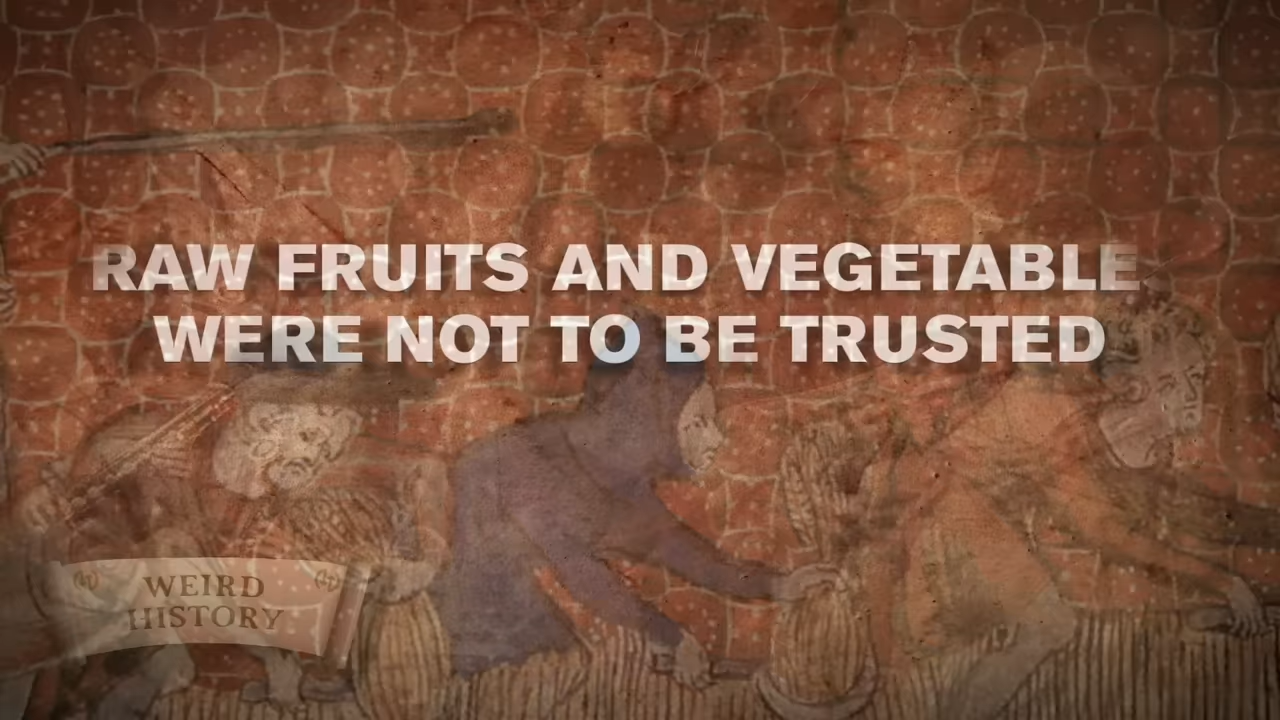 RAW FRUITS AND VEGETABLE
WERE NOT TO BE TRUSTED
WEIRD
HISTORY